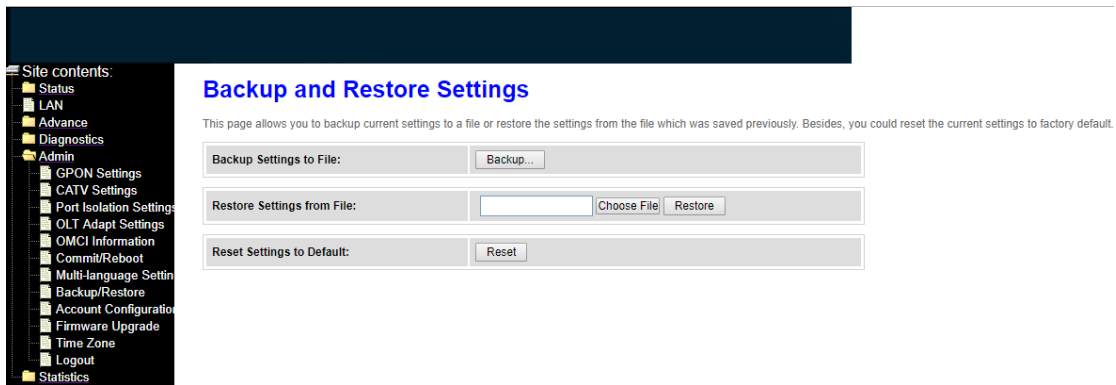 Site contents:
Status
LAN
Advance
Diagnostics
Admin
GPON Settings
CATV Settings
Port Isolation Settings
OLT Adapt Settings
OMCI Information
Commit/Reboot
Multi-language Settin
Backup/Restore
Account Configuration
Firmware Upgrade
Time Zone
Logout
Statistics
Backup and Restore Settings
This page allows you to backup current settings to a file or restore the settings from the file which was saved previously. Besides, you could reset the current settings to factory default.
Backup Settings to File: Backup...
Restore Settings from File: Choose File Restore
Reset Settings to Default: Reset